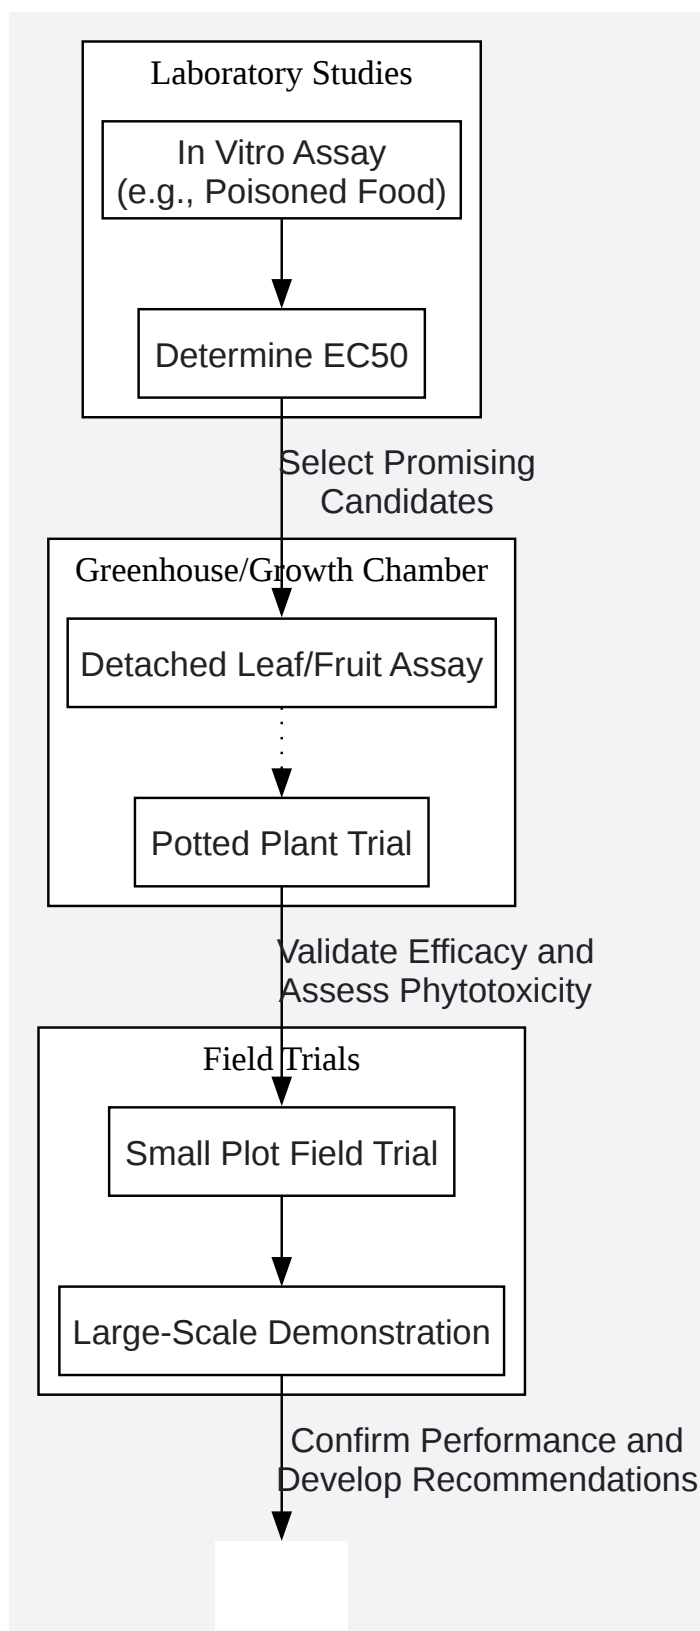 Laboratory Studies
In Vitro Assay
(e.g., Poisoned Food)
Determine EC50
Select Promising
Candidates
Greenhouse/Growth Chamber
Detached Leaf/Fruit Assay
Potted Plant Trial
Validate Efficacy and
Assess Phytotoxicity
Field Trials
Small Plot Field Trial
Large-Scale Demonstration
Confirm Performance and
Develop Recommendations